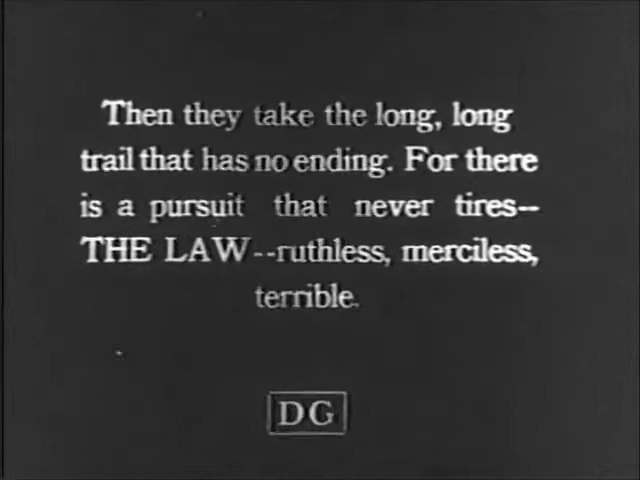 Then they take the long, long
trail that has no ending. For there
is a pursuit that never tires--
THE LAW--ruthless, merciless,
terrible.
DG